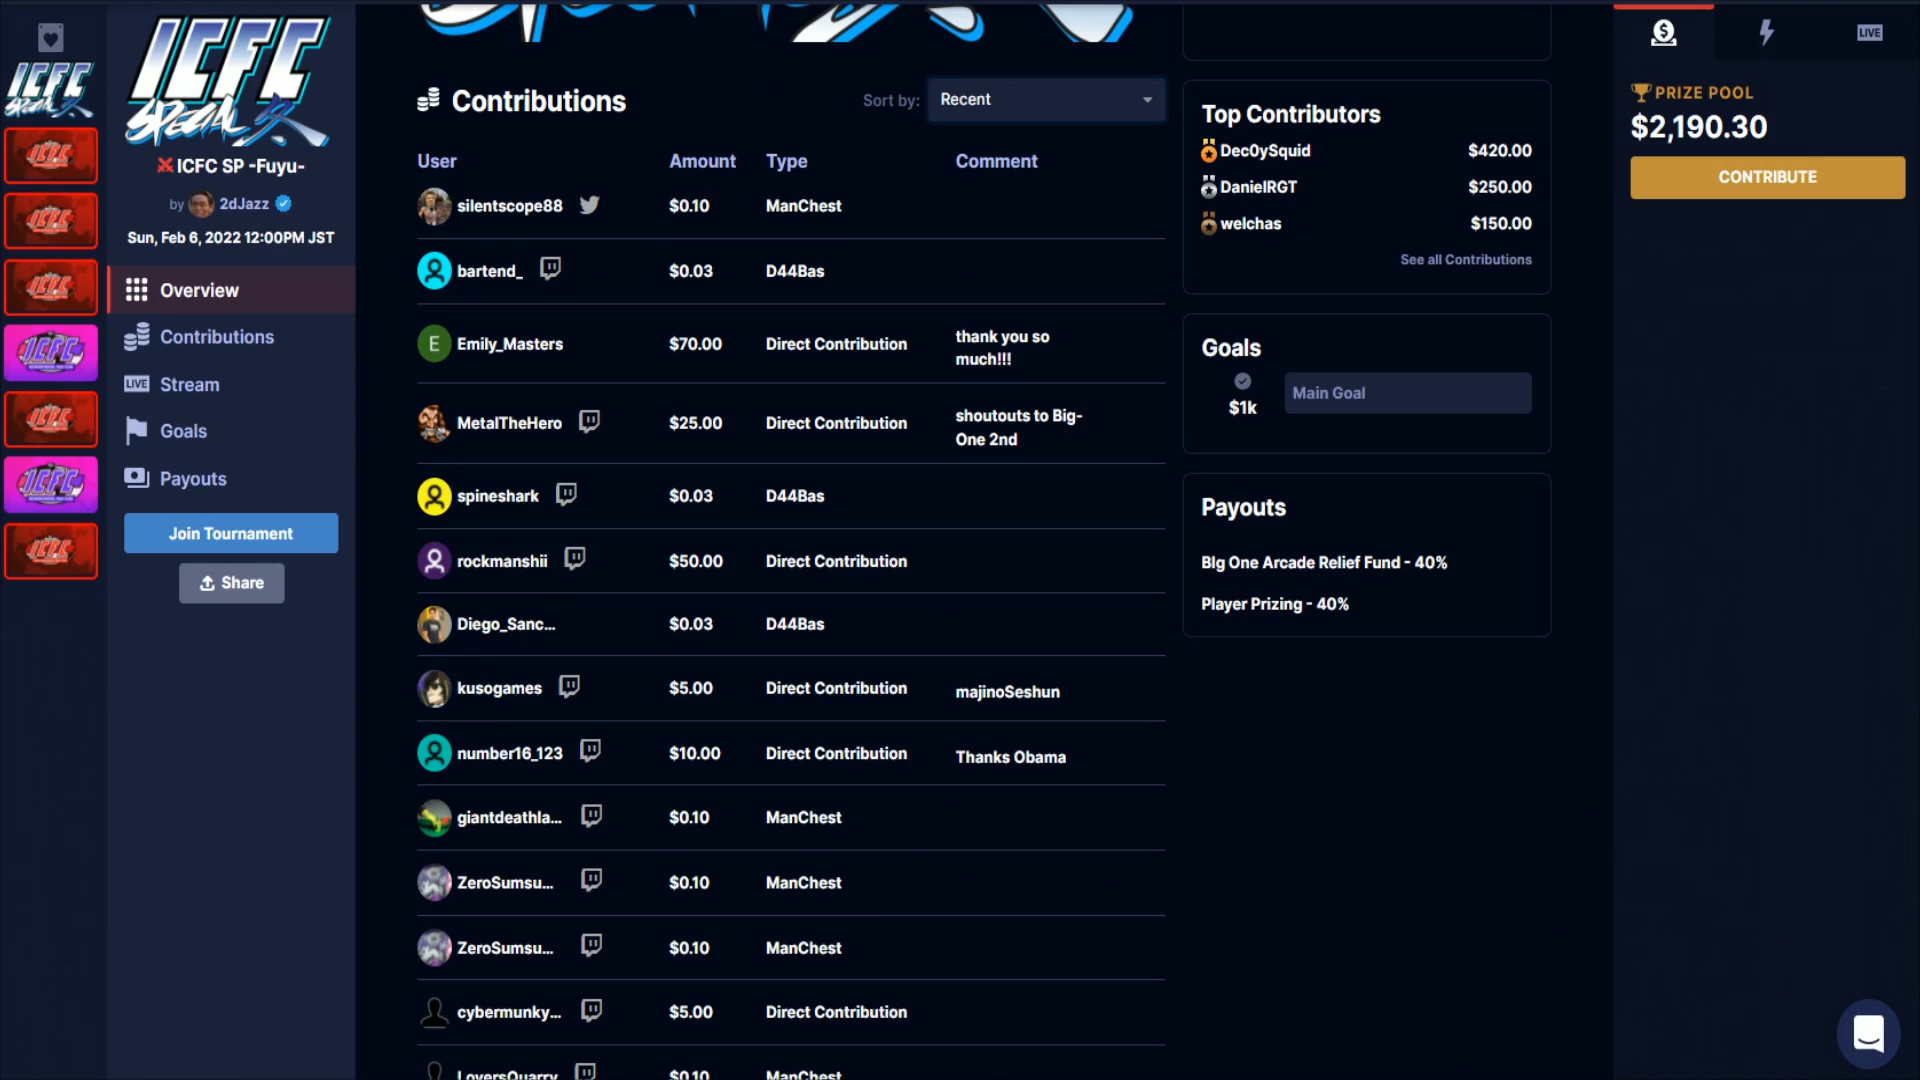 ICFC
SPECIAL 冬
ICFC SP -Fuyu-
by 2dJazz
Sun, Feb 6, 2022 12:00PM JST
Overview
Contributions
LIVE Stream
Goals
Payouts
Join Tournament
Share
Contributions
Sort by: Recent
User Amount Type Comment
silentscope88 $0.10 ManChest
bartend_ $0.03 D44Bas
E Emily_Masters $70.00 Direct Contribution thank you so
much!!!
MetalTheHero $25.00 Direct Contribution shoutouts to Big-
One 2nd
spineshark $0.03 D44Bas
rockmanshii $50.00 Direct Contribution
Diego_Sanc... $0.03 D44Bas
kusogames $5.00 Direct Contribution majinoSeshun
number16_123 $10.00 Direct Contribution Thanks Obama
giantdeathla... $0.10 ManChest
ZeroSumsu... $0.10 ManChest
ZeroSumsu... $0.10 ManChest
cybermunky... $5.00 Direct Contribution
LoversQuarry $0.10 ManChest
Top Contributors
Dec0ySquid $420.00
DanielRGT $250.00
welchas $150.00
See all Contributions
Goals
$1k Main Goal
Payouts
BIg One Arcade Relief Fund - 40%
Player Prizing - 40%
LIVE
PRIZE POOL
$2,190.30
CONTRIBUTE